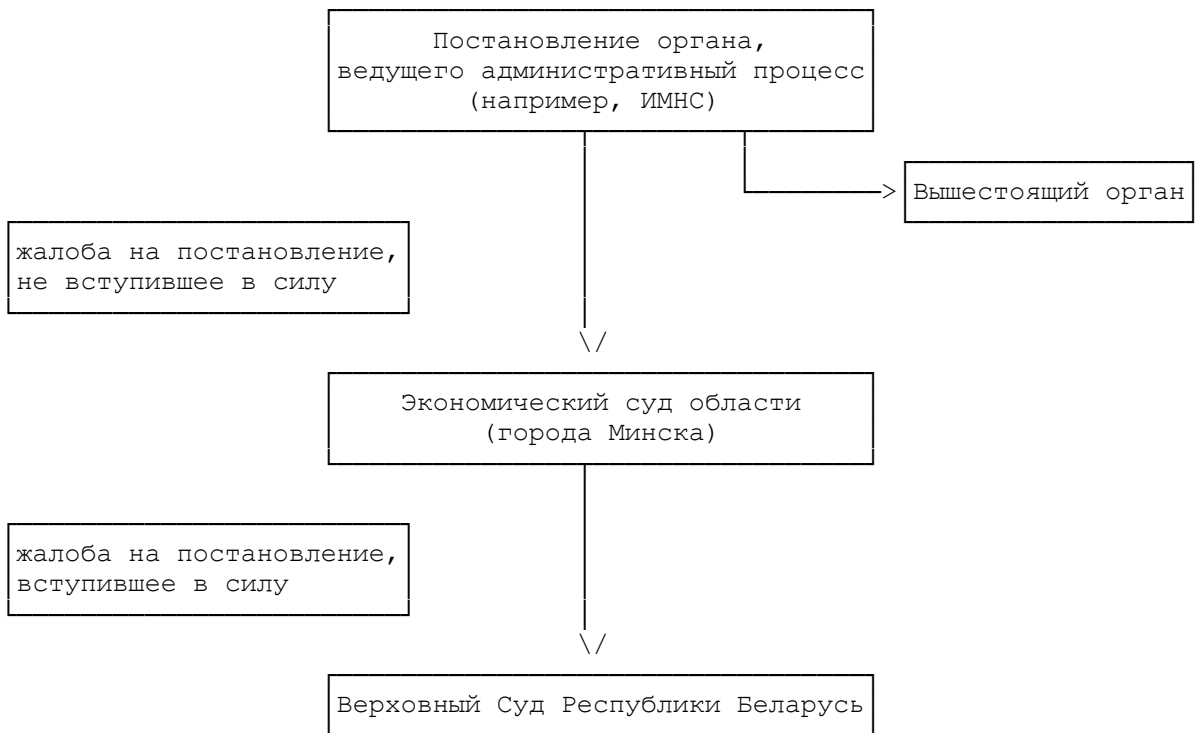 Постановление органа,
ведущего административный процесс
(например, ИМНС)
Вышестоящий орган
жалоба на постановление,
не вступившее в силу
Экономический суд области
(города Минска)
жалоба на постановление,
вступившее в силу
Верховный Суд Республики Беларусь